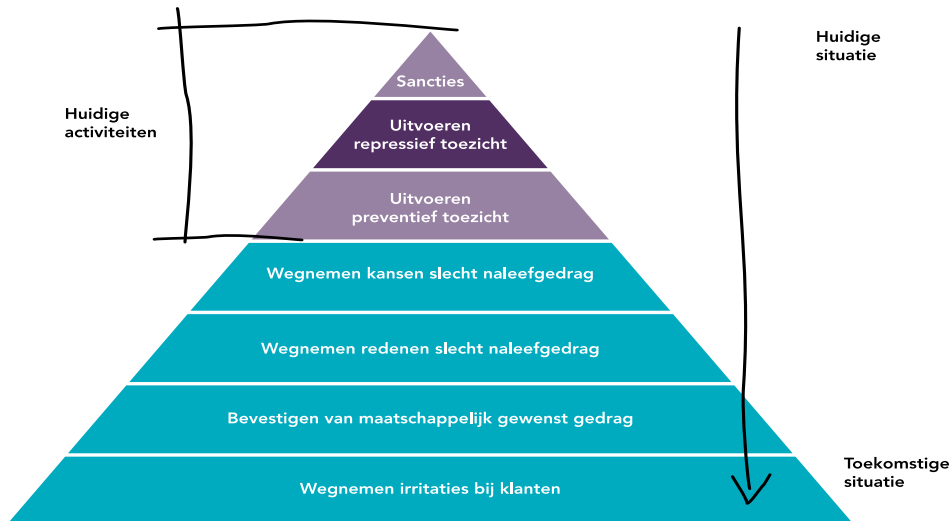 Huidige
situatie
Sancties
Huidige
activiteiten
Uitvoeren
repressief toezicht
Uitvoeren
preventief toezicht
Wegnemen kansen slecht naleefgedrag
Wegnemen redenen slecht naleefgedrag
Bevestigen van maatschappelijk gewenst gedrag
Toekomstige
situatie
Wegnemen irritaties bij klanten